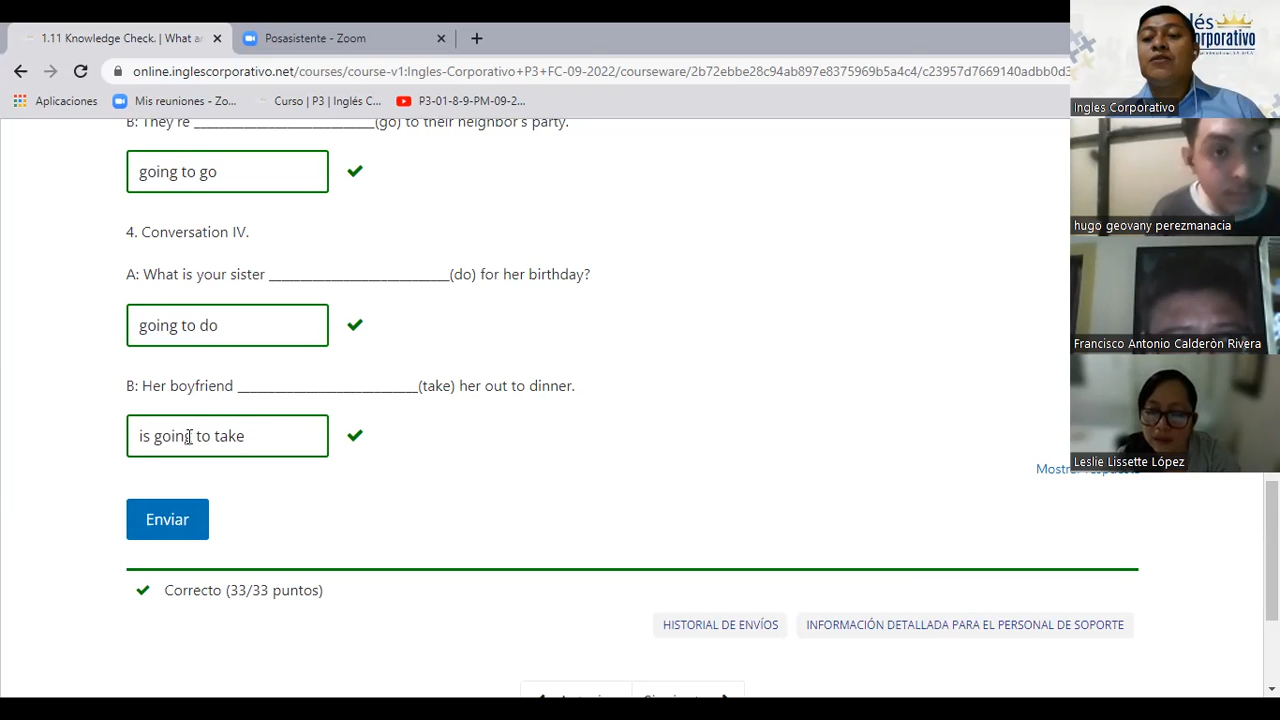 1.11 Knowledge Check. | What a
Posasistente - Zoom
online.inglescorporativo.net/courses/course-v1:Ingles-Corporativo+P3+FC-09-2022/courseware/2b72ebbe28c94ab897e8375969b5a4c4/c23957d7669140adbb0d3
Aplicaciones
Mis reuniones - Zo...
Curso | P3 | Inglés C...
P3-01-8-9-PM-09-2...
B: They're ________________________(go) to their neighbor's party.
going to go
4. Conversation IV.
A: What is your sister ________________________(do) for her birthday?
going to do
B: Her boyfriend ________________________(take) her out to dinner.
is going to take
Enviar
Correcto (33/33 puntos)
HISTORIAL DE ENVÍOS
INFORMACIÓN DETALLADA PARA EL PERSONAL DE SOPORTE
Ingles Corporativo
hugo geovany perezmanacia
Francisco Antonio Calderòn Rivera
Leslie Lissette López